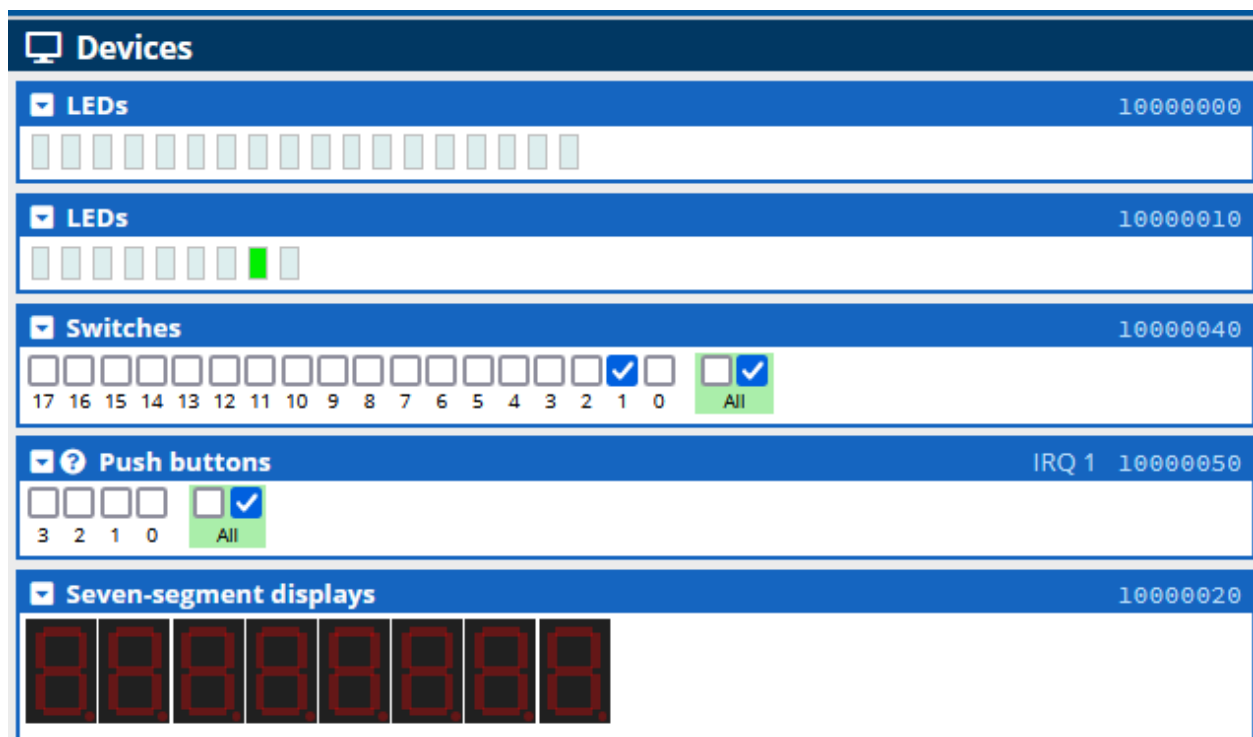 Devices
LEDs 10000000
LEDs 10000010
Switches 10000040
17 16 15 14 13 12 11 10 9 8 7 6 5 4 3 2 1 0 All
Push buttons IRQ 1 10000050
3 2 1 0 All
Seven-segment displays 10000020